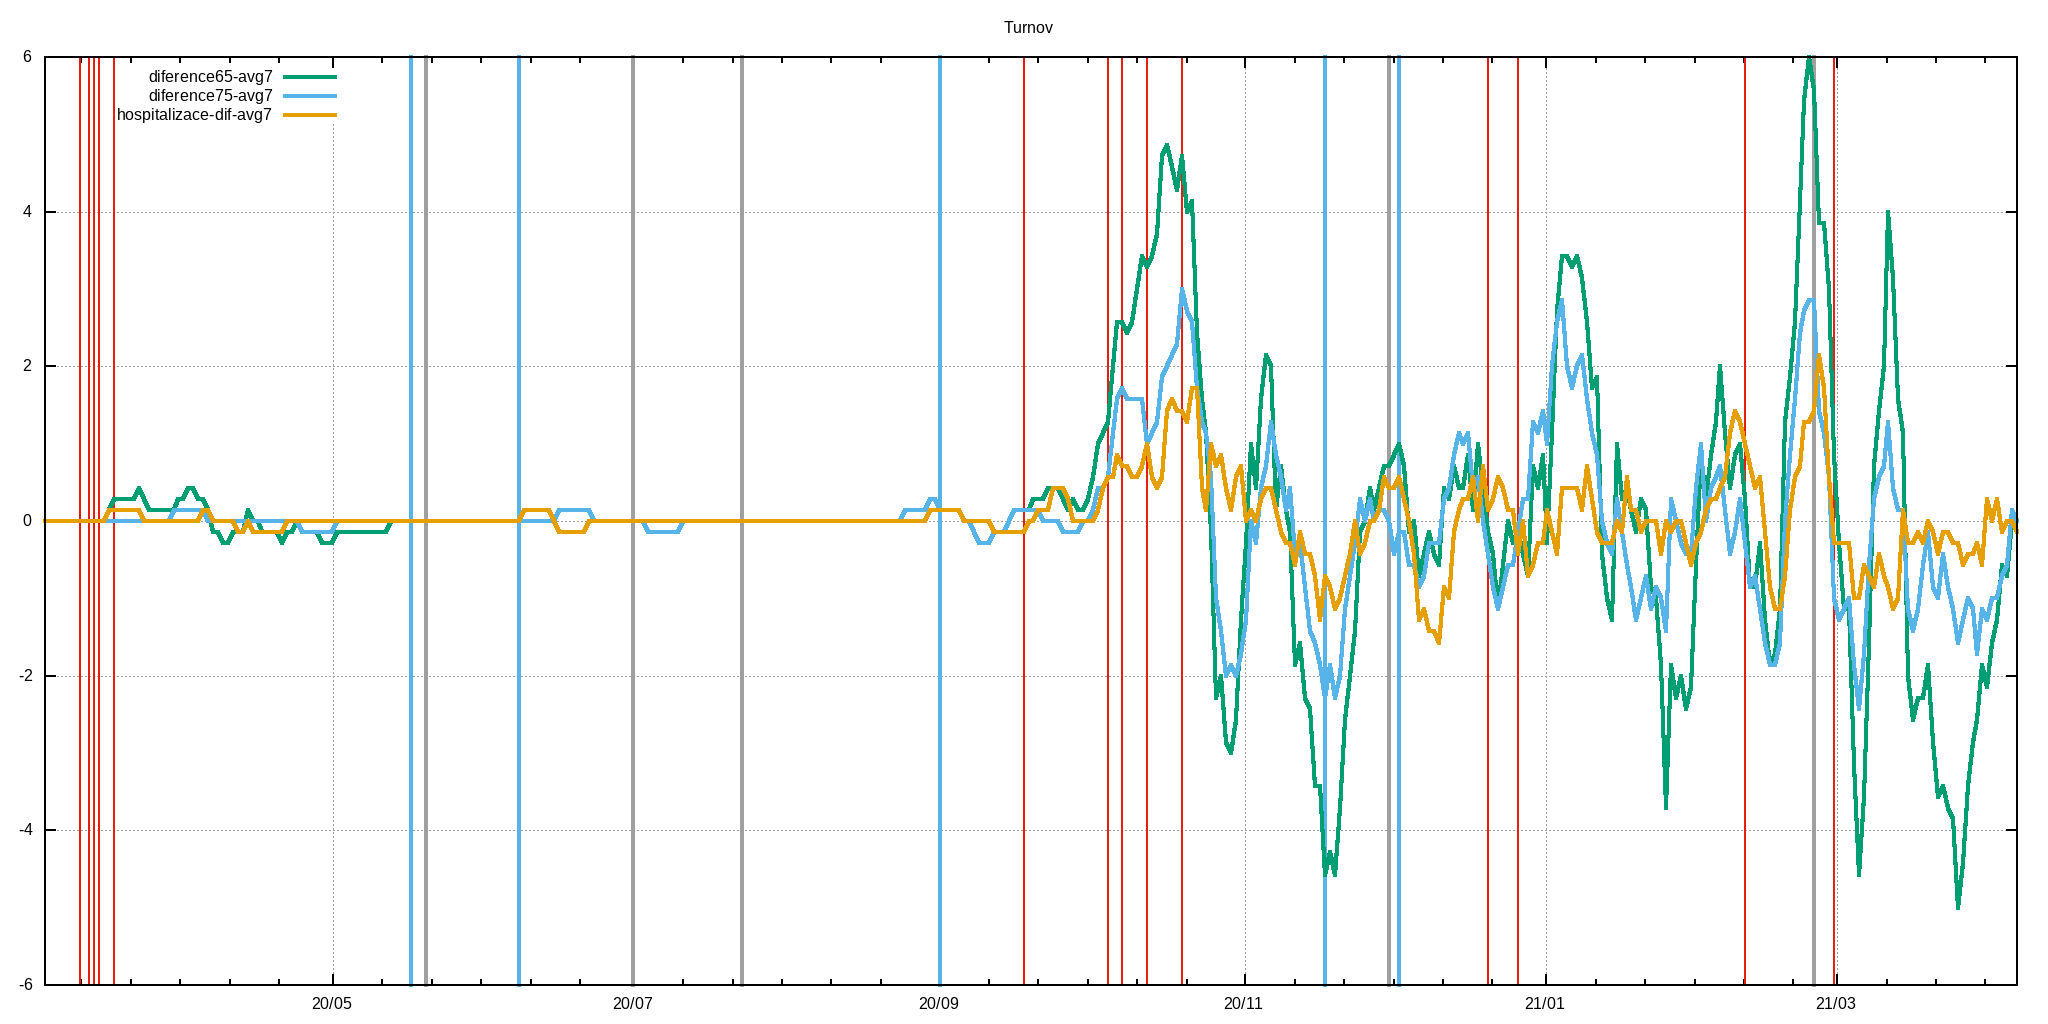 Turnov
diference65-avg7
diference75-avg7
hospitalizace-dif-avg7
6
4
2
0
-2
-4
-6
20/05 20/07 20/09 20/11 21/01 21/03